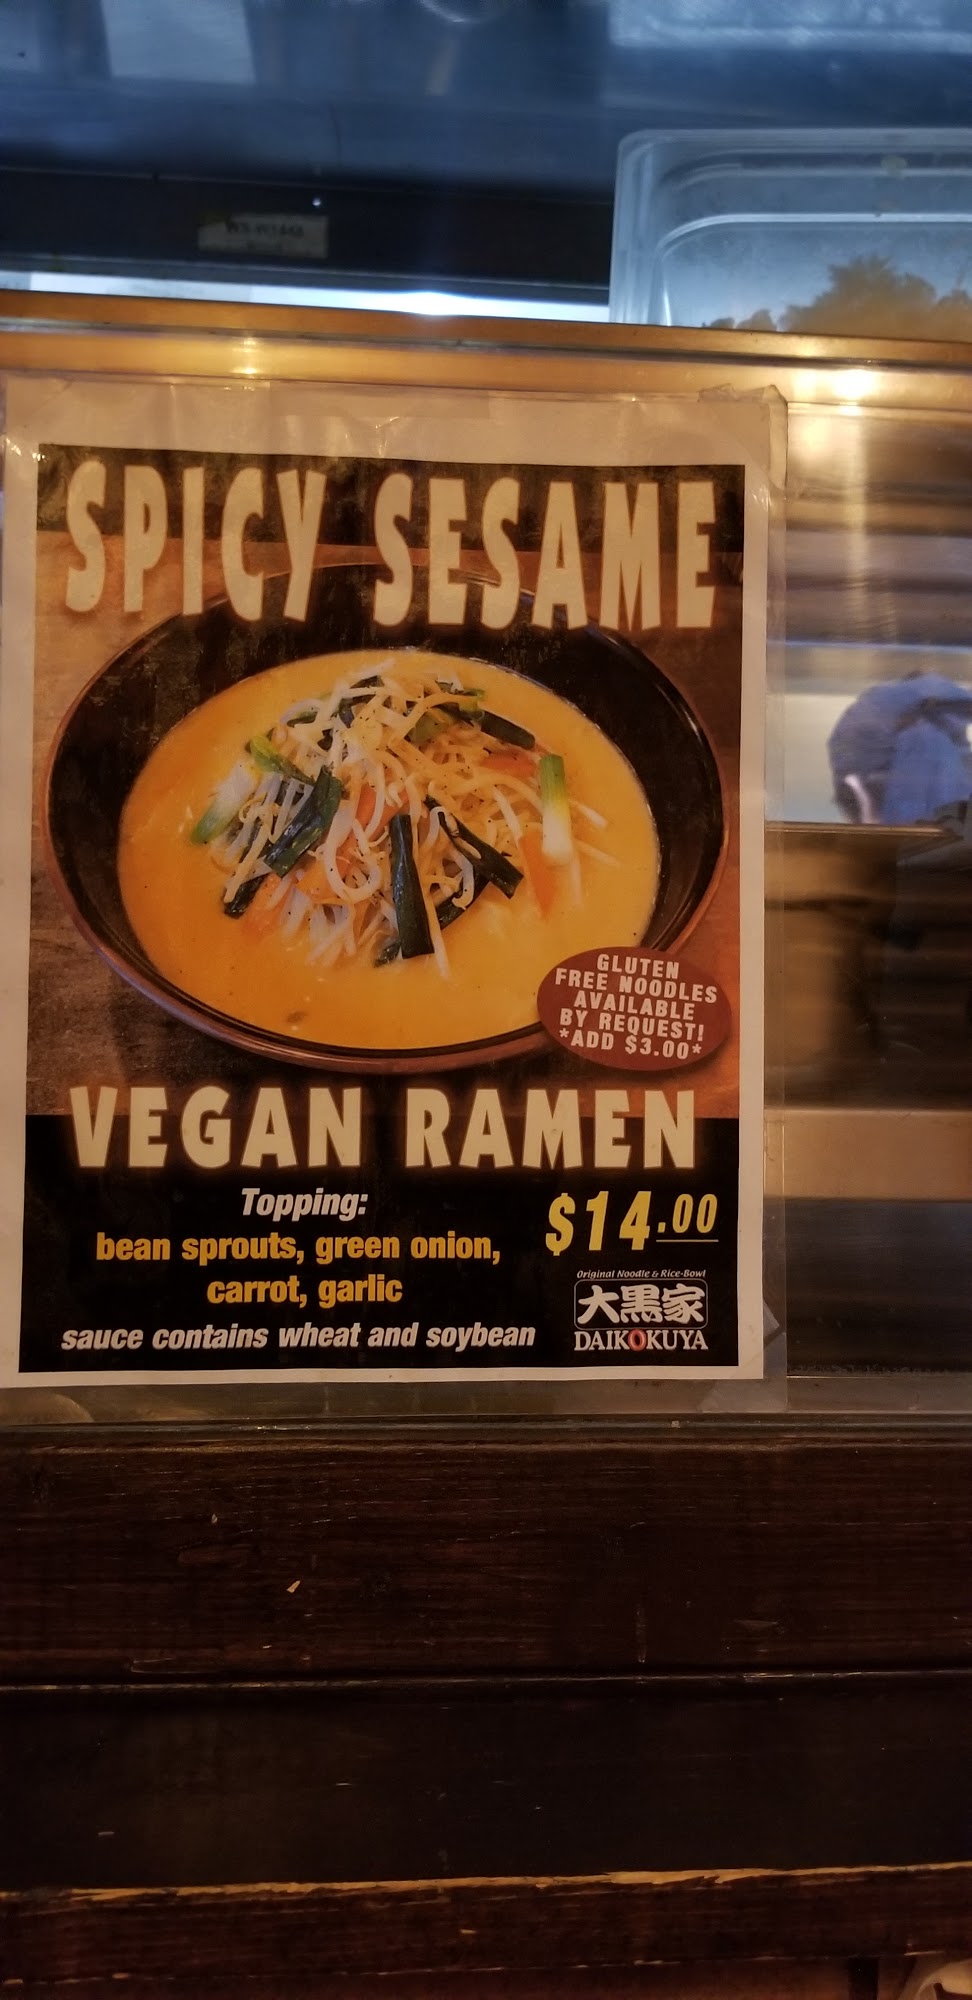 SPICY SESAME
GLUTEN
FREE NOODLES
AVAILABLE
BY REQUEST!
*ADD $3.00*
VEGAN RAMEN
Topping:
bean sprouts, green onion,
carrot, garlic
sauce contains wheat and soybean
$14.00
Original Noodle & Rice-Bowl
大黒家
DAIKOKUYA